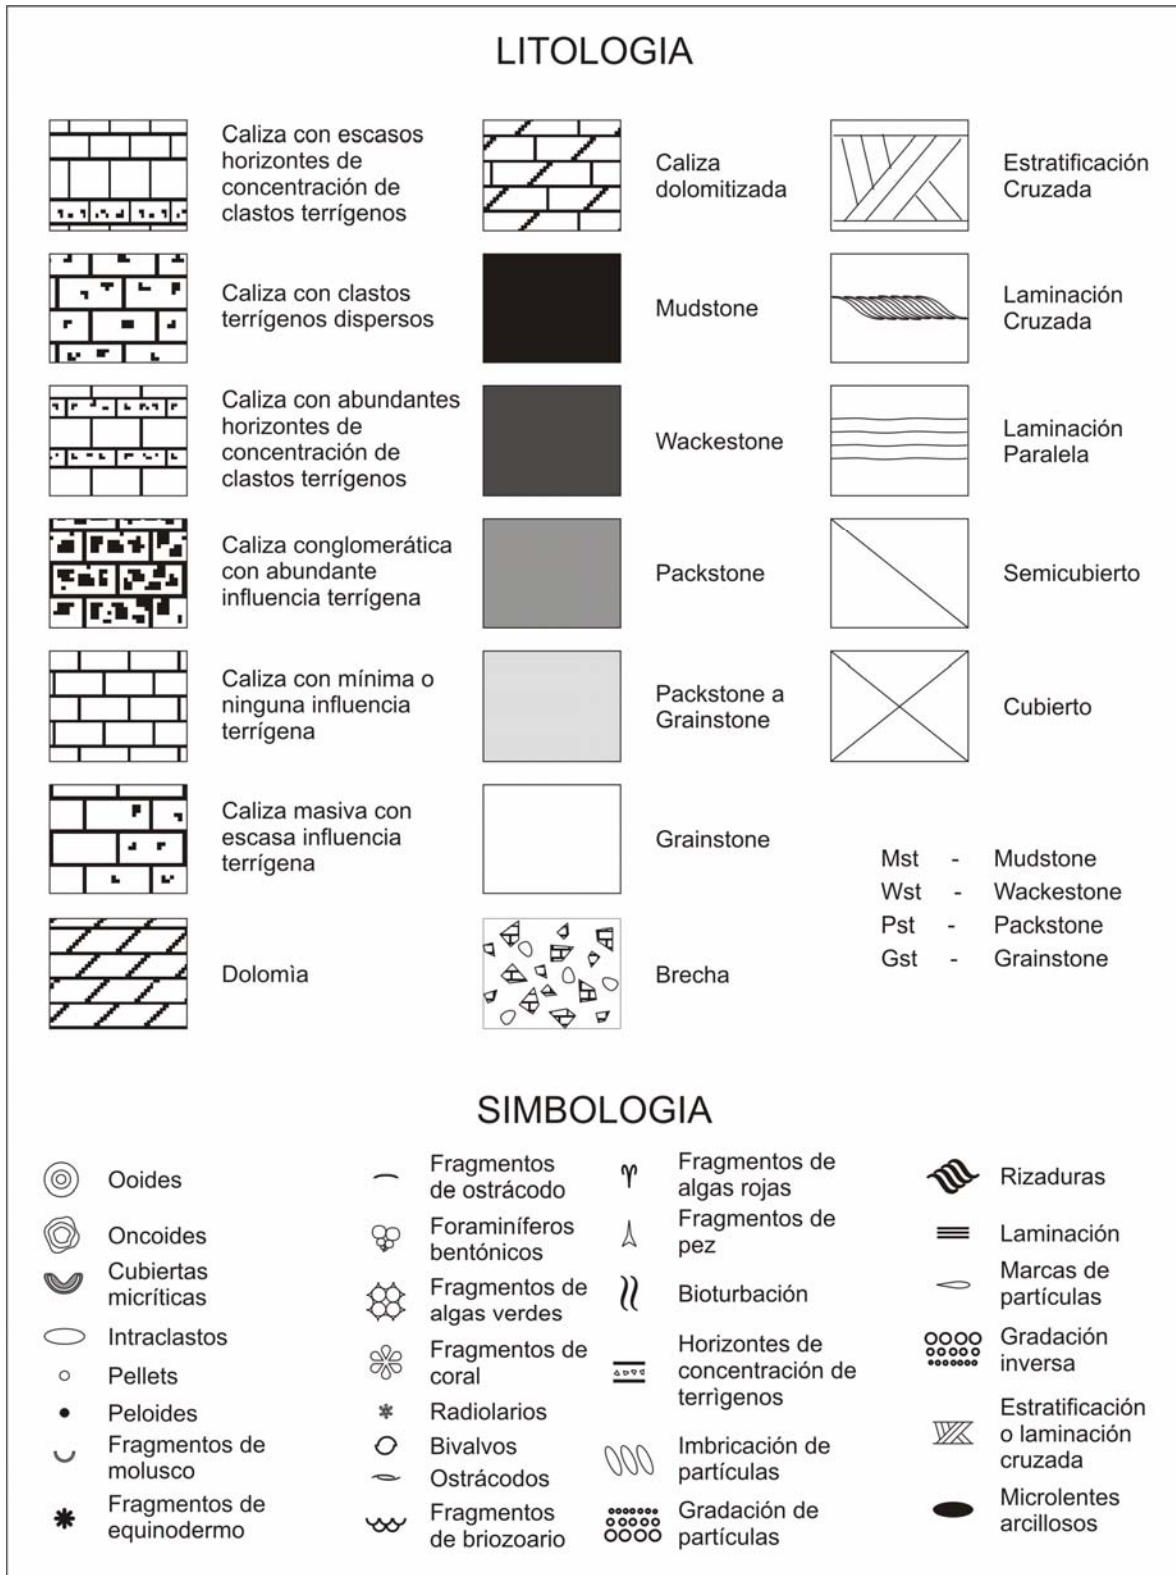 LITOLOGIA
Caliza con escasos
horizontes de
concentración de
clastos terrígenos
Caliza con clastos
terrígenos dispersos
Caliza con abundantes
horizontes de
concentración de
clastos terrígenos
Caliza conglomerática
con abundante
influencia terrígena
Caliza con mínima o
ninguna influencia
terrígena
Caliza masiva con
escasa influencia
terrígena
Dolomìa
Caliza
dolomitizada
Mudstone
Wackestone
Packstone
Packstone a
Grainstone
Grainstone
Brecha
Estratificación
Cruzada
Laminación
Cruzada
Laminación
Paralela
Semicubierto
Cubierto
Mst - Mudstone
Wst - Wackestone
Pst - Packstone
Gst - Grainstone
SIMBOLOGIA
Ooides
Oncoides
Cubiertas
micríticas
Intraclastos
Pellets
Peloides
Fragmentos de
molusco
Fragmentos de
equinodermo
Fragmentos
de ostrácodo
Foraminíferos
bentónicos
Fragmentos de
algas verdes
Fragmentos de
coral
Radiolarios
Bivalvos
Ostrácodos
Fragmentos
de briozoario
Fragmentos de
algas rojas
Fragmentos de
pez
Bioturbación
Horizontes de
concentración de
terrìgenos
Imbricación de
partículas
Gradación de
partículas
Rizaduras
Laminación
Marcas de
partículas
Gradación
inversa
Estratificación
o laminación
cruzada
Microlentes
arcillosos